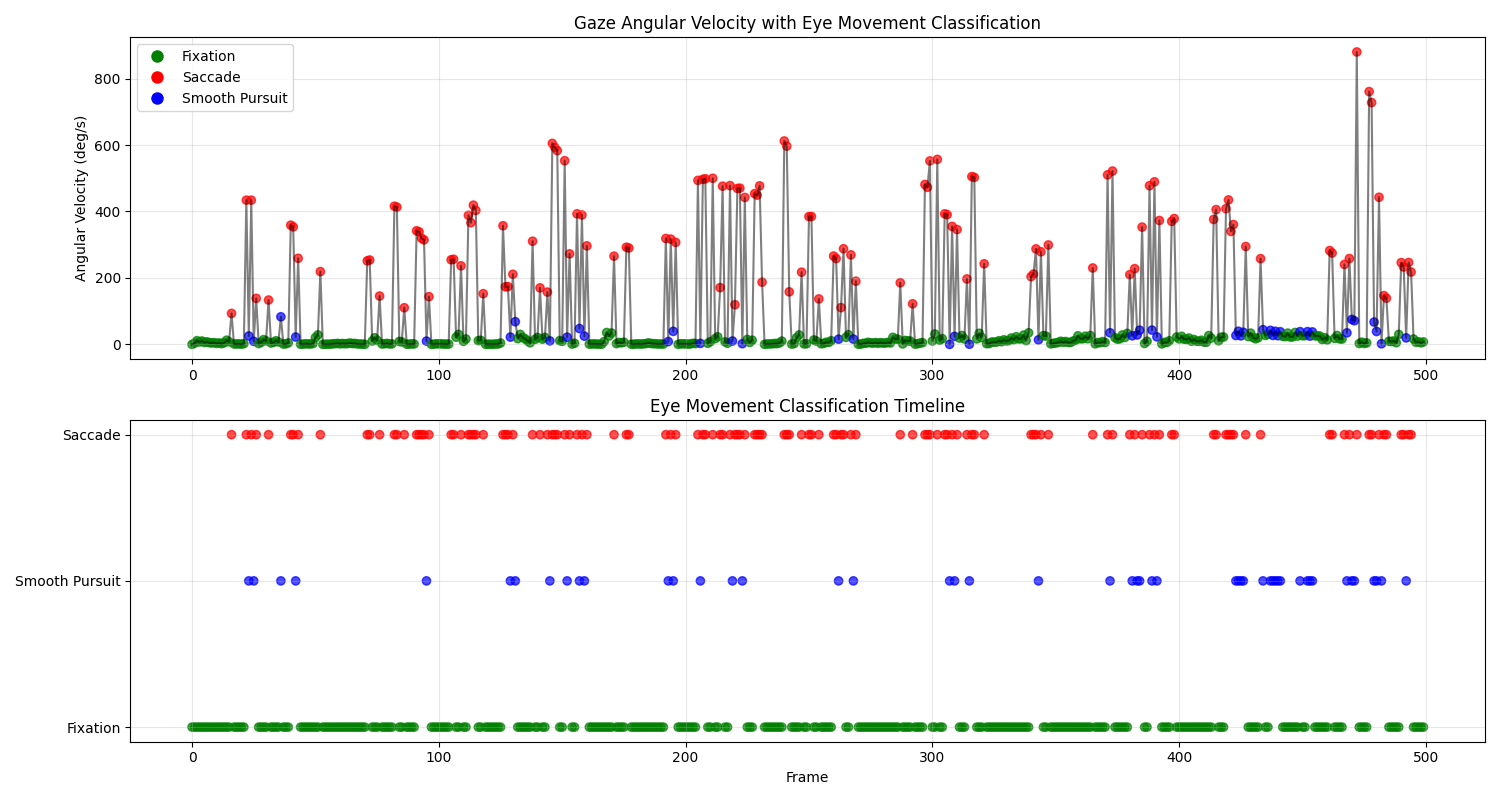 Gaze Angular Velocity with Eye Movement Classification
Fixation
Saccade
Smooth Pursuit
Angular Velocity (deg/s)
800
600
400
200
0
0 100 200 300 400 500
Eye Movement Classification Timeline
Saccade
Smooth Pursuit
Fixation
0 100 200 300 400 500
Frame